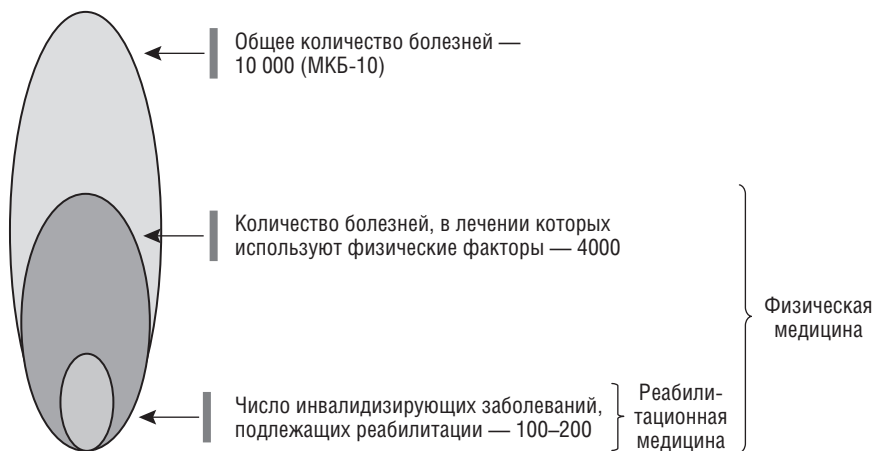 Общее количество болезней —
10 000 (МКБ-10)
Количество болезней, в лечении которых
используют физические факторы — 4000
Физическая
медицина
Число инвалидизирующих заболеваний,
подлежащих реабилитации — 100–200
Реабили-
тационная
медицина